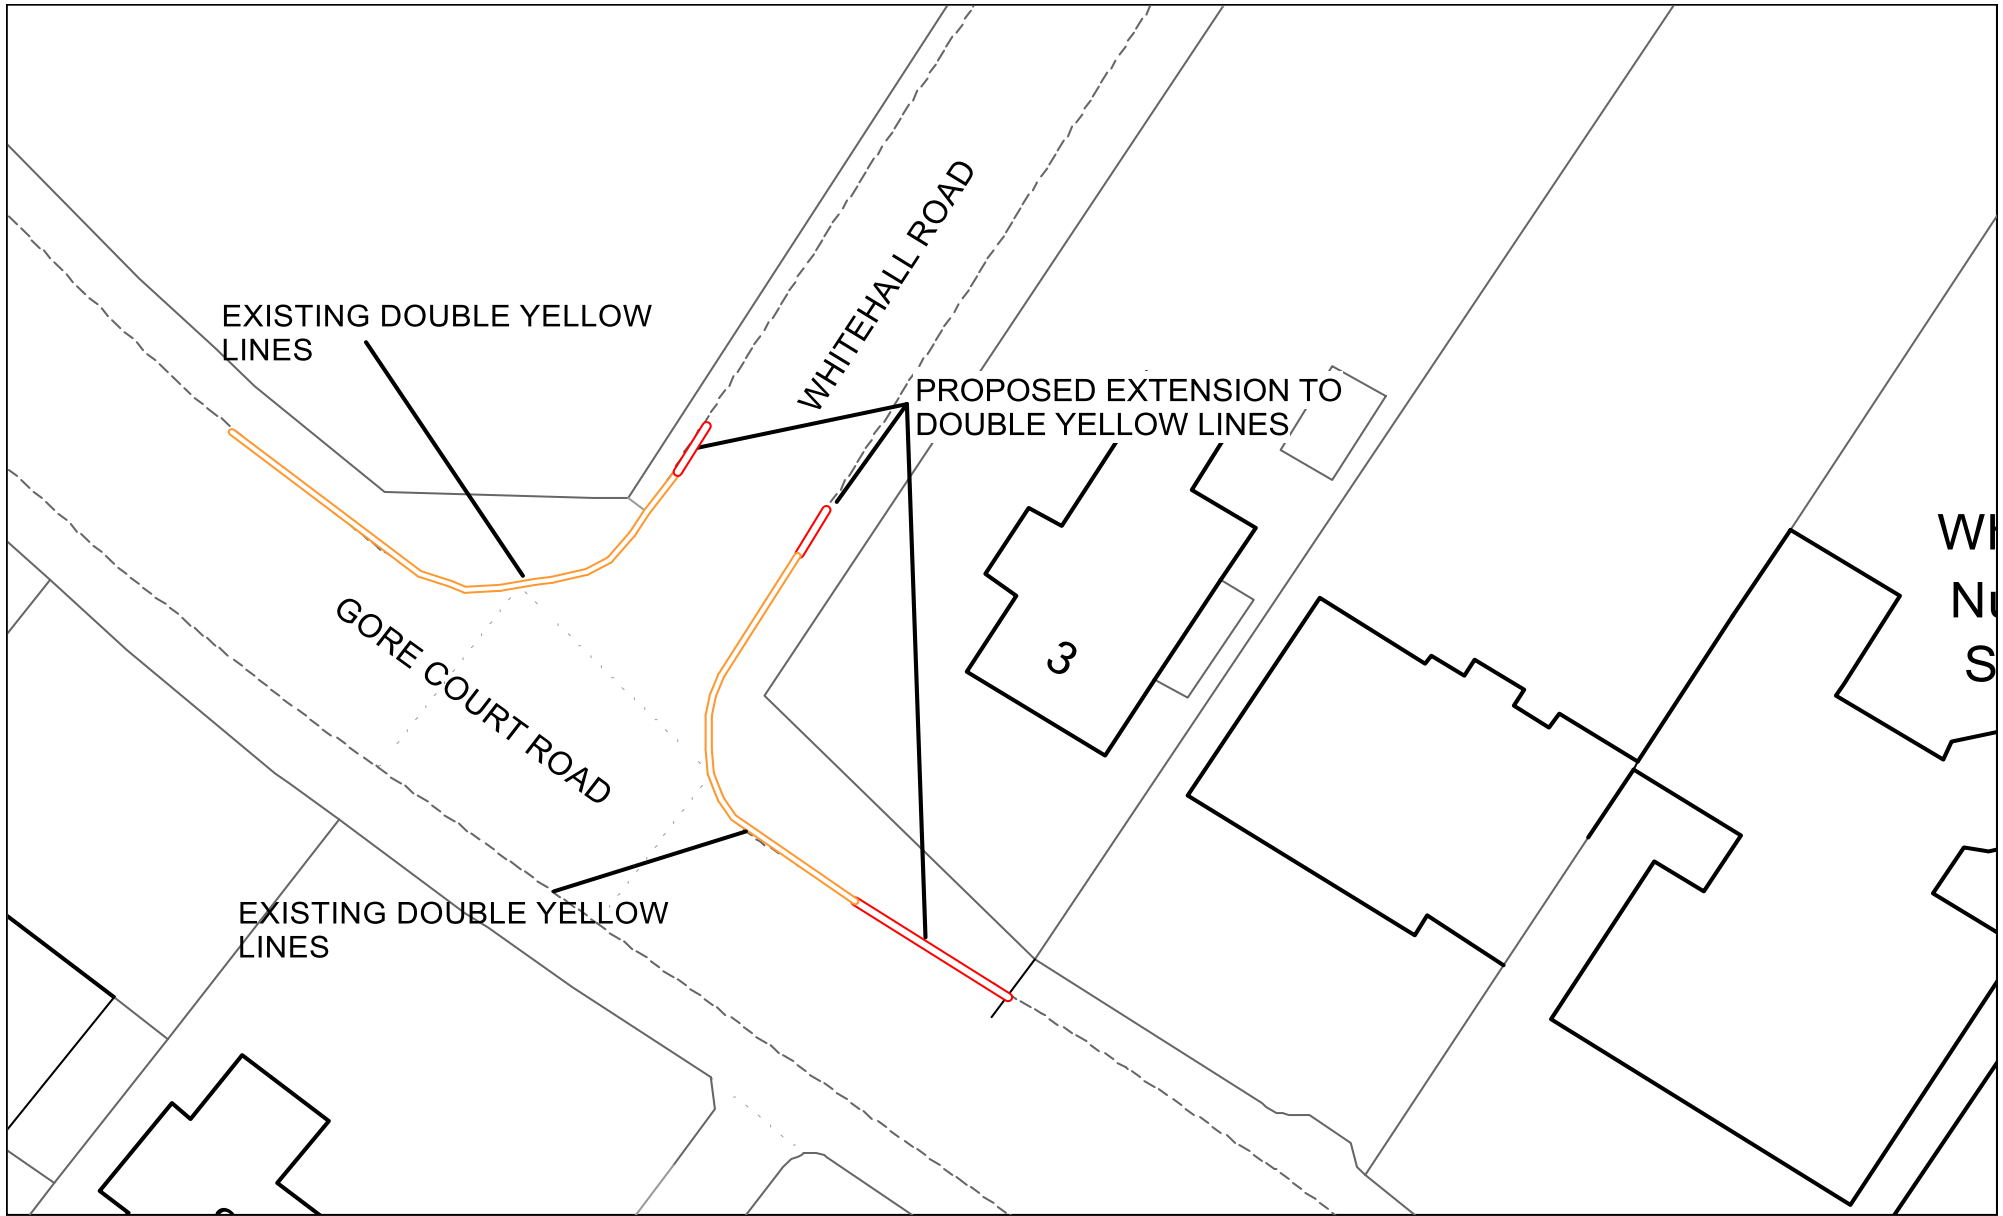 WHITEHALL ROAD
EXISTING DOUBLE YELLOW
LINES
PROPOSED EXTENSION TO
DOUBLE YELLOW LINES
GORE COURT ROAD
3
EXISTING DOUBLE YELLOW
LINES